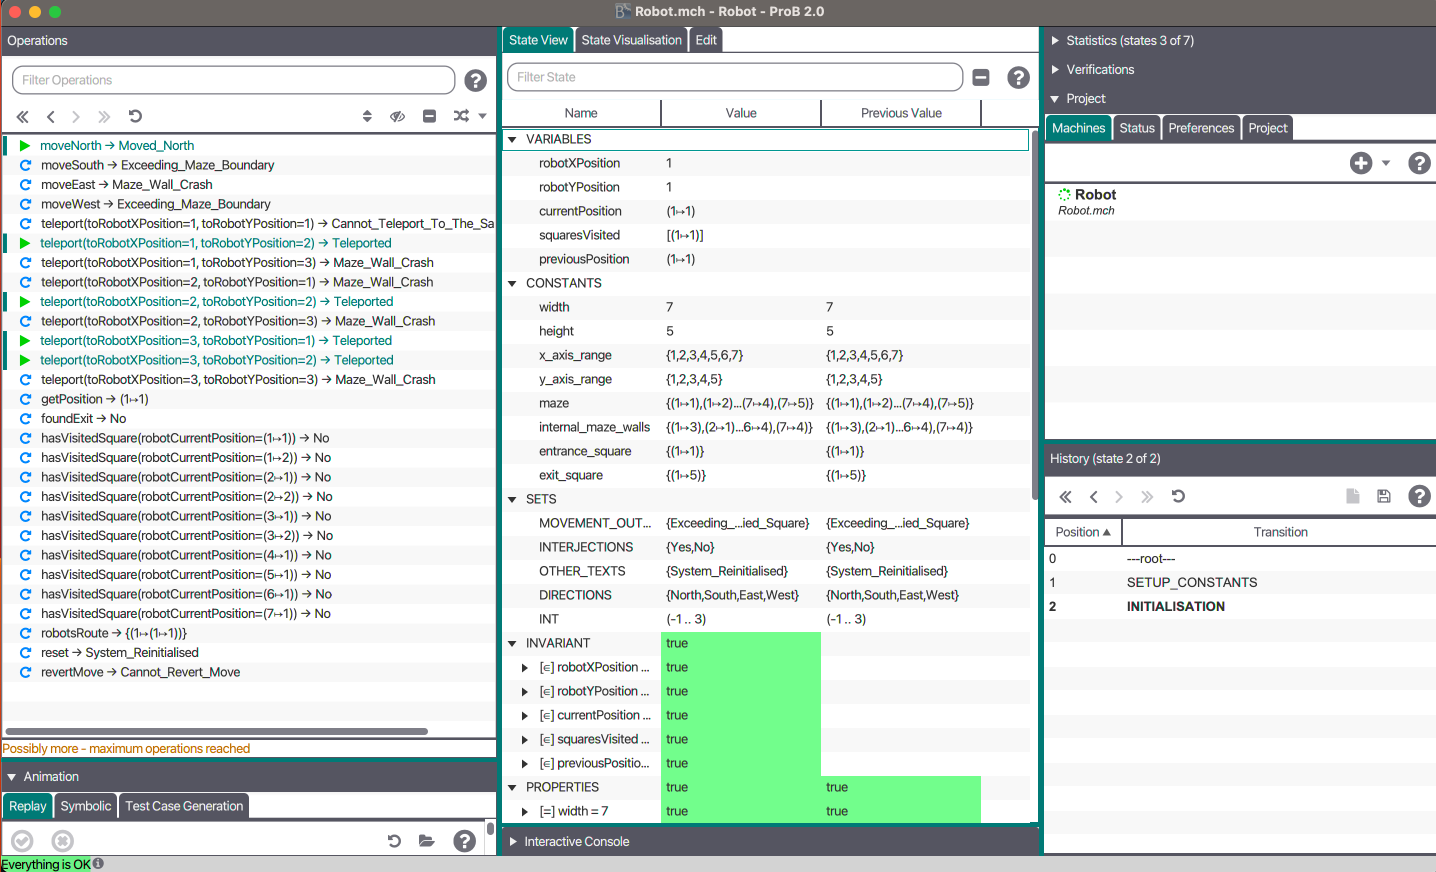 Robot.mch - Robot - ProB 2.0
Operations
Filter Operations
moveNorth → Moved_North
moveSouth → Exceeding_Maze_Boundary
moveEast → Maze_Wall_Crash
moveWest → Exceeding_Maze_Boundary
teleport(toRobotXPosition=1, toRobotYPosition=1) → Cannot_Teleport_To_The_Sa
teleport(toRobotXPosition=1, toRobotYPosition=2) → Teleported
teleport(toRobotXPosition=1, toRobotYPosition=3) → Maze_Wall_Crash
teleport(toRobotXPosition=2, toRobotYPosition=1) → Maze_Wall_Crash
teleport(toRobotXPosition=2, toRobotYPosition=2) → Teleported
teleport(toRobotXPosition=2, toRobotYPosition=3) → Maze_Wall_Crash
teleport(toRobotXPosition=3, toRobotYPosition=1) → Teleported
teleport(toRobotXPosition=3, toRobotYPosition=2) → Teleported
teleport(toRobotXPosition=3, toRobotYPosition=3) → Maze_Wall_Crash
getPosition → (1↦1)
foundExit → No
hasVisitedSquare(robotCurrentPosition=(1↦1)) → No
hasVisitedSquare(robotCurrentPosition=(1↦2)) → No
hasVisitedSquare(robotCurrentPosition=(2↦1)) → No
hasVisitedSquare(robotCurrentPosition=(2↦2)) → No
hasVisitedSquare(robotCurrentPosition=(3↦1)) → No
hasVisitedSquare(robotCurrentPosition=(3↦2)) → No
hasVisitedSquare(robotCurrentPosition=(4↦1)) → No
hasVisitedSquare(robotCurrentPosition=(5↦1)) → No
hasVisitedSquare(robotCurrentPosition=(6↦1)) → No
hasVisitedSquare(robotCurrentPosition=(7↦1)) → No
robotsRoute → {(1↦(1↦1))}
reset → System_Reinitialised
revertMove → Cannot_Revert_Move
Possibly more - maximum operations reached
Animation
Replay Symbolic Test Case Generation
Everything is OK
State View State Visualisation Edit
Filter State
Name Value Previous Value
VARIABLES
robotXPosition 1
robotYPosition 1
currentPosition (1↦1)
squaresVisited [(1↦1)]
previousPosition (1↦1)
CONSTANTS
width 7 7
height 5 5
x_axis_range {1,2,3,4,5,6,7} {1,2,3,4,5,6,7}
y_axis_range {1,2,3,4,5} {1,2,3,4,5}
maze {(1↦1),(1↦2)...(7↦4),(7↦5)} {(1↦1),(1↦2)...(7↦4),(7↦5)}
internal_maze_walls {(1↦3),(2↦1)...6↦4),(7↦4)} {(1↦3),(2↦1)...6↦4),(7↦4)}
entrance_square {(1↦1)} {(1↦1)}
exit_square {(1↦5)} {(1↦5)}
SETS
MOVEMENT_OUT... {Exceeding_...ied_Square} {Exceeding_...ied_Square}
INTERJECTIONS {Yes,No} {Yes,No}
OTHER_TEXTS {System_Reinitialised} {System_Reinitialised}
DIRECTIONS {North,South,East,West} {North,South,East,West}
INT (-1 .. 3) (-1 .. 3)
INVARIANT true
[∈] robotXPosition ... true
[∈] robotYPosition ... true
[∈] currentPosition ... true
[∈] squaresVisited ... true
[∈] previousPositio... true
PROPERTIES true true
[=] width = 7 true true
Interactive Console
Statistics (states 3 of 7)
Verifications
Project
Machines Status Preferences Project
Robot
Robot.mch
History (state 2 of 2)
Position Transition
0 ---root---
1 SETUP_CONSTANTS
2 INITIALISATION